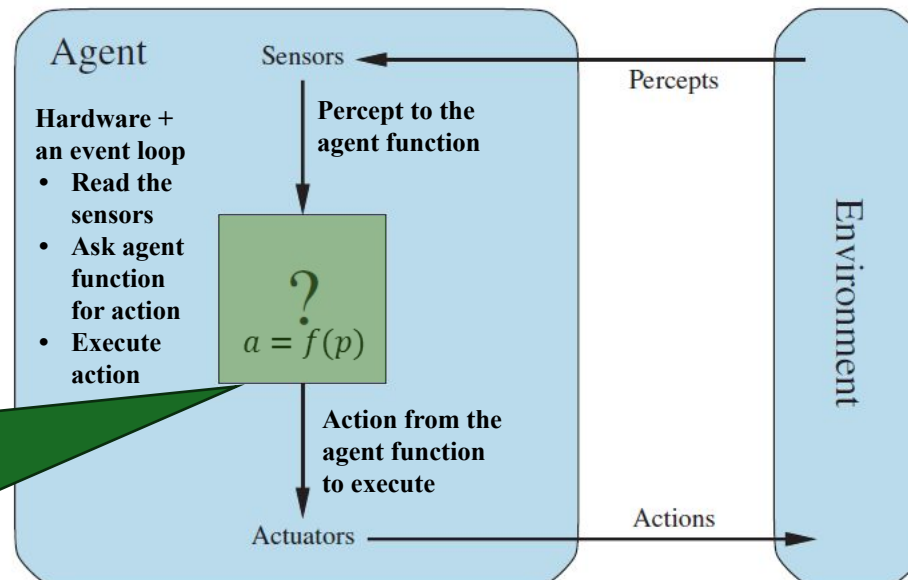 Agent
Sensors
Percepts
Hardware +
an event loop
• Read the
sensors
• Ask agent
function
for action
• Execute
action
Percept to the
agent function
?
a = f(p)
Action from the
agent function
to execute
Actuators
Actions
Environment